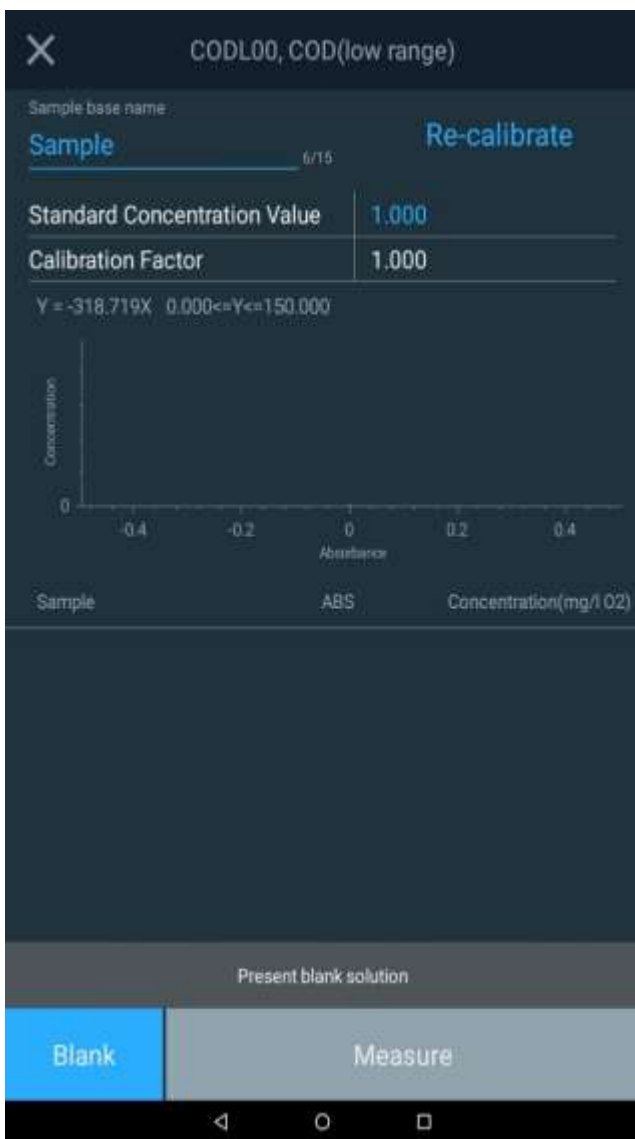 CODL00, COD(low range)
Sample base name
Sample
6/15
Re-calibrate
Standard Concentration Value 1.000
Calibration Factor 1.000
Y = -318.719X 0.000<=Y<=150.000
Concentration
0
-0.4 -0.2 0 0.2 0.4
Absorbance
Sample ABS Concentration(mg/l O2)
Present blank solution
Blank Measure